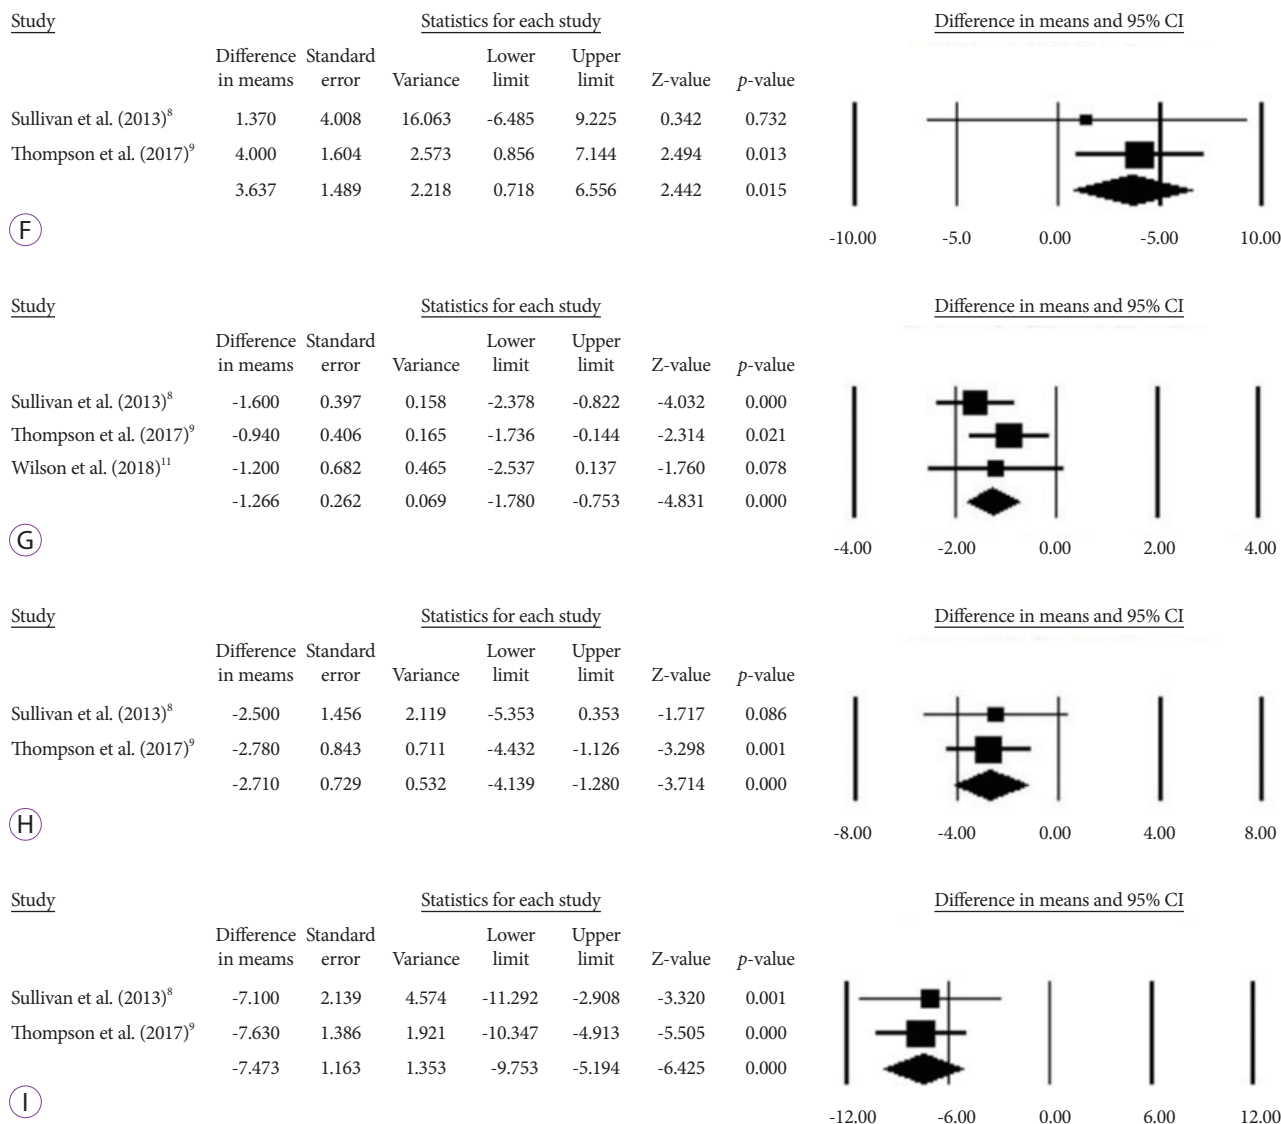 Study Statistics for each study Difference in means and 95% CI
Difference Standard Lower Upper
in meams error Variance limit limit Z-value p-value
Sullivan et al. (2013)8 1.370 4.008 16.063 -6.485 9.225 0.342 0.732
Thompson et al. (2017)9 4.000 1.604 2.573 0.856 7.144 2.494 0.013
3.637 1.489 2.218 0.718 6.556 2.442 0.015
F
-10.00 -5.0 0.00 -5.00 10.00
Study Statistics for each study Difference in means and 95% CI
Difference Standard Lower Upper
in meams error Variance limit limit Z-value p-value
Sullivan et al. (2013)8 -1.600 0.397 0.158 -2.378 -0.822 -4.032 0.000
Thompson et al. (2017)9 -0.940 0.406 0.165 -1.736 -0.144 -2.314 0.021
Wilson et al. (2018)11 -1.200 0.682 0.465 -2.537 0.137 -1.760 0.078
-1.266 0.262 0.069 -1.780 -0.753 -4.831 0.000
G
-4.00 -2.00 0.00 2.00 4.00
Study Statistics for each study Difference in means and 95% CI
Difference Standard Lower Upper
in meams error Variance limit limit Z-value p-value
Sullivan et al. (2013)8 -2.500 1.456 2.119 -5.353 0.353 -1.717 0.086
Thompson et al. (2017)9 -2.780 0.843 0.711 -4.432 -1.126 -3.298 0.001
-2.710 0.729 0.532 -4.139 -1.280 -3.714 0.000
H
-8.00 -4.00 0.00 4.00 8.00
Study Statistics for each study Difference in means and 95% CI
Difference Standard Lower Upper
in meams error Variance limit limit Z-value p-value
Sullivan et al. (2013)8 -7.100 2.139 4.574 -11.292 -2.908 -3.320 0.001
Thompson et al. (2017)9 -7.630 1.386 1.921 -10.347 -4.913 -5.505 0.000
-7.473 1.163 1.353 -9.753 -5.194 -6.425 0.000
I
-12.00 -6.00 0.00 6.00 12.00